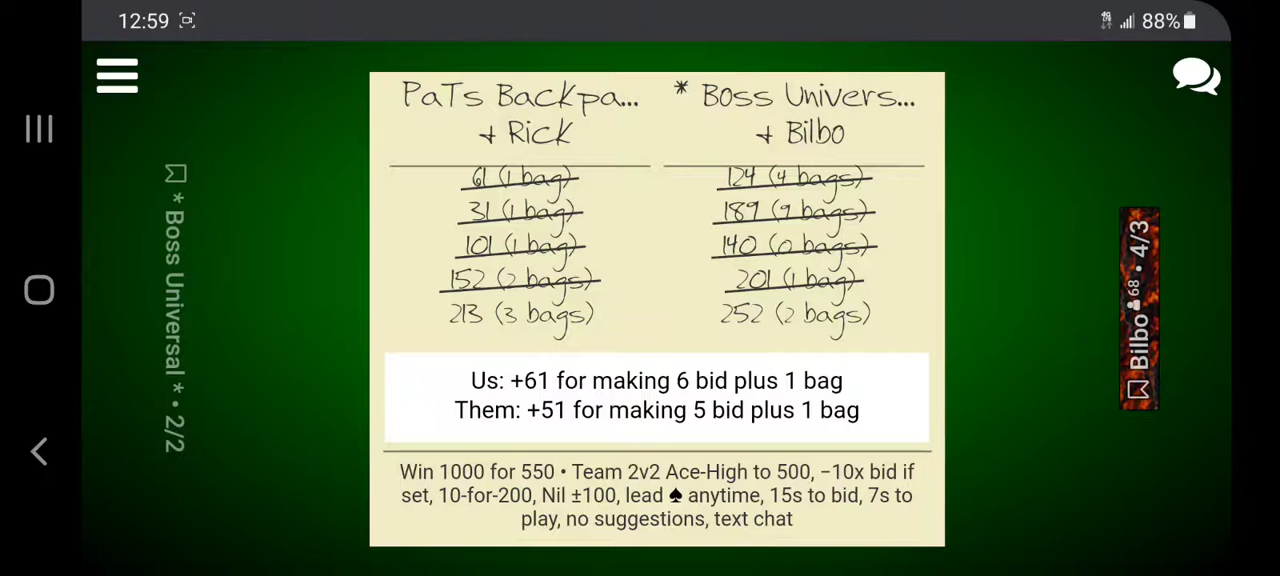 12:59 88%
PaTs Backpa... * Boss Univers...
+ Rick + Bilbo
61 (1 bag) 124 (4 bags)
31 (1 bag) 189 (9 bags)
101 (1 bag) 140 (0 bags)
152 (2 bags) 201 (1 bag)
213 (3 bags) 252 (2 bags)
Us: +61 for making 6 bid plus 1 bag
Them: +51 for making 5 bid plus 1 bag
Win 1000 for 550 • Team 2v2 Ace-High to 500, −10x bid if
set, 10-for-200, Nil ±100, lead ♠ anytime, 15s to bid, 7s to
play, no suggestions, text chat
* Boss Universal * • 2/2
Bilbo 68 • 4/3